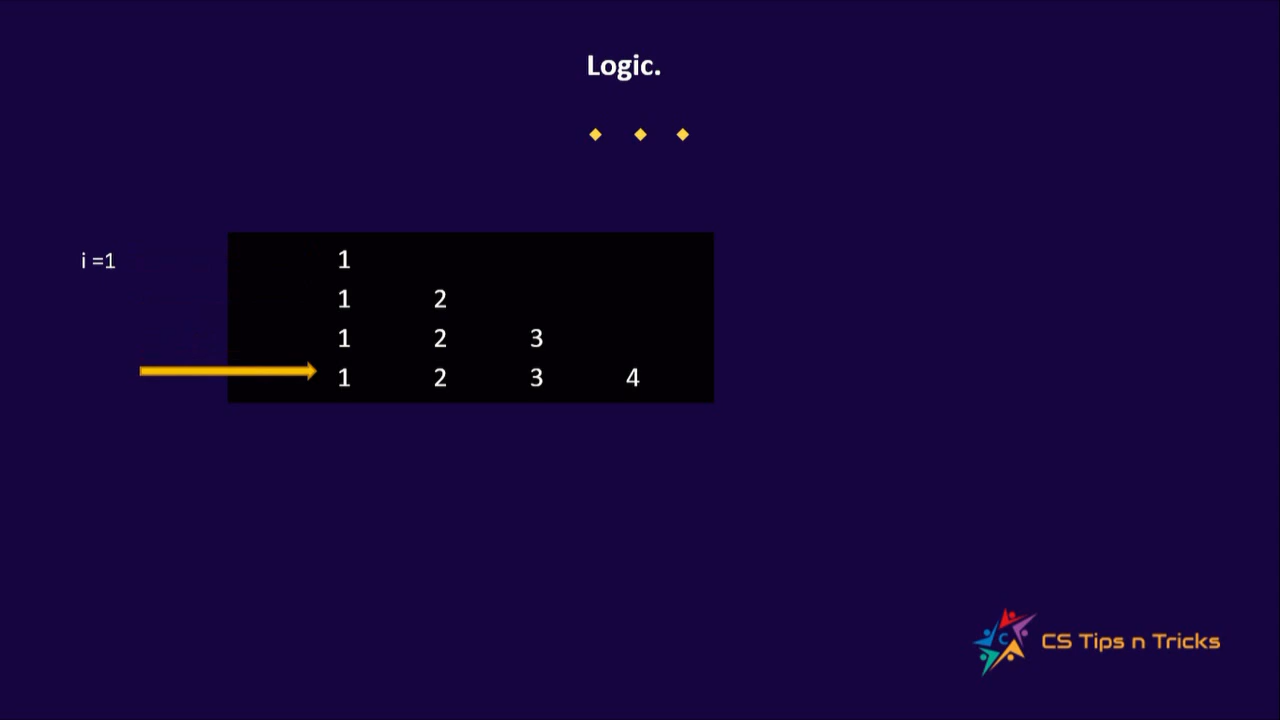 Logic.
i =1
1
1 2
1 2 3
1 2 3 4
C
CS Tips n Tricks